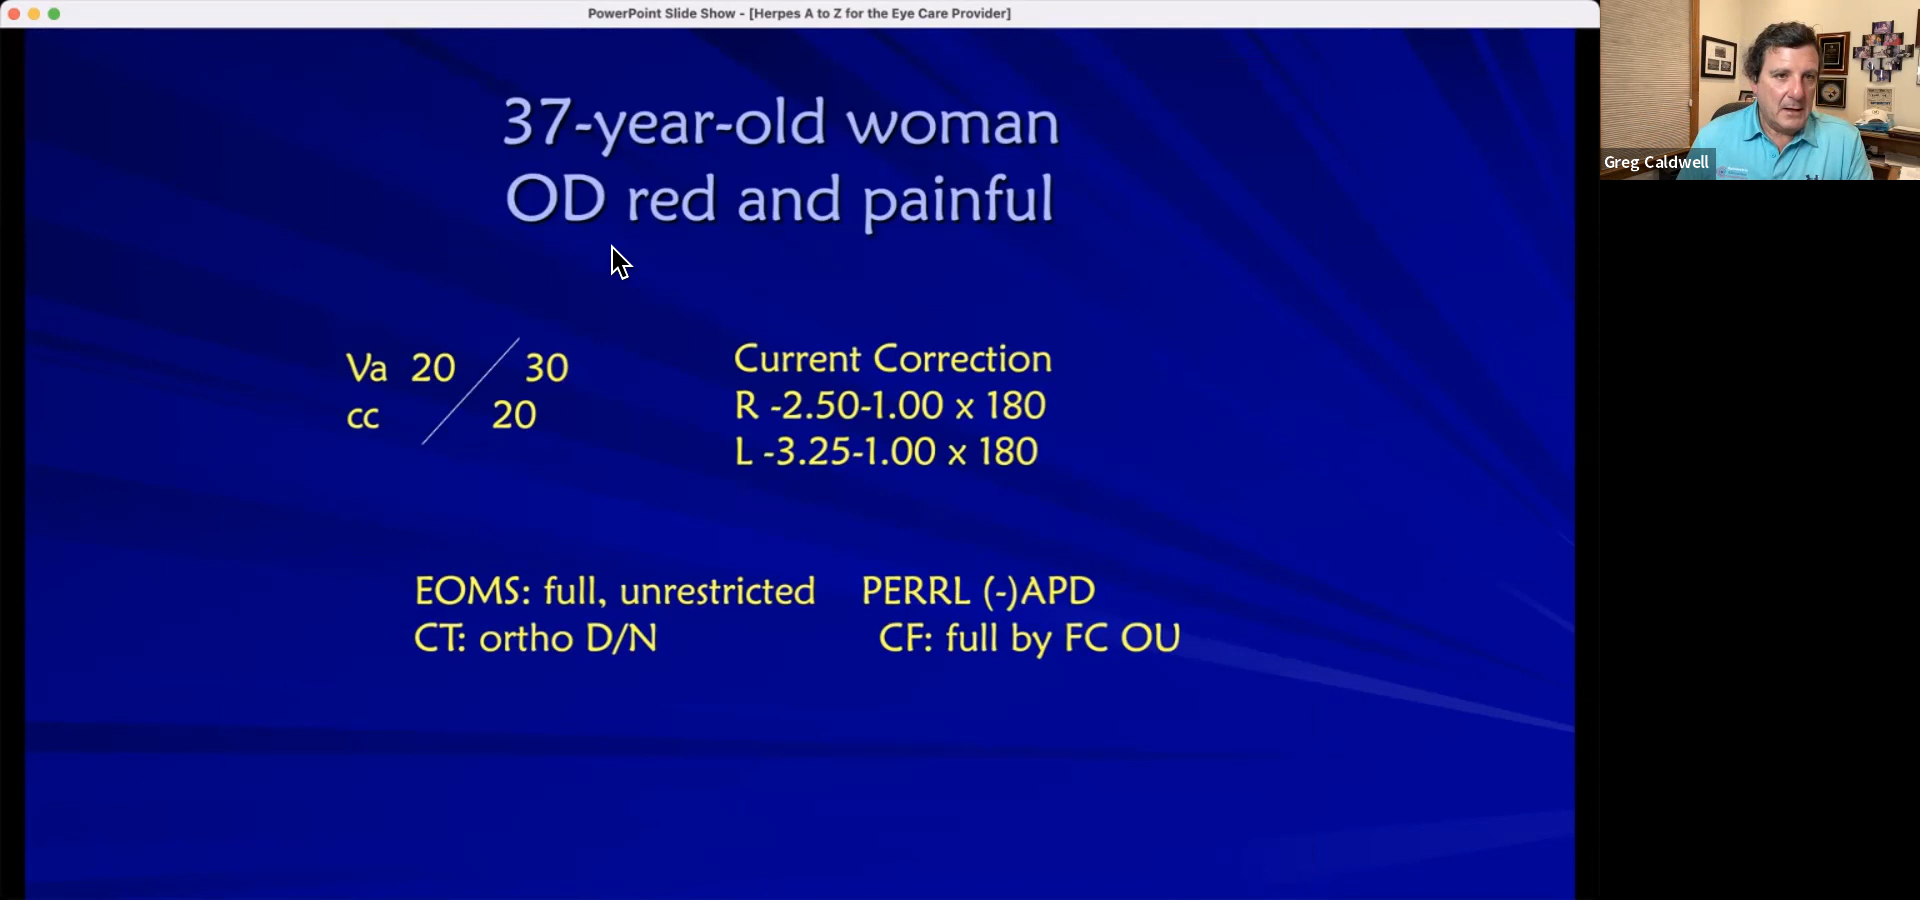 PowerPoint Slide Show - [Herpes A to Z for the Eye Care Provider]
37-year-old woman
OD red and painful
Va 20 / 30
cc 20
Current Correction
R -2.50-1.00 x 180
L -3.25-1.00 x 180
EOMS: full, unrestricted PERRL (-)APD
CT: ortho D/N CF: full by FC OU
Greg Caldwell